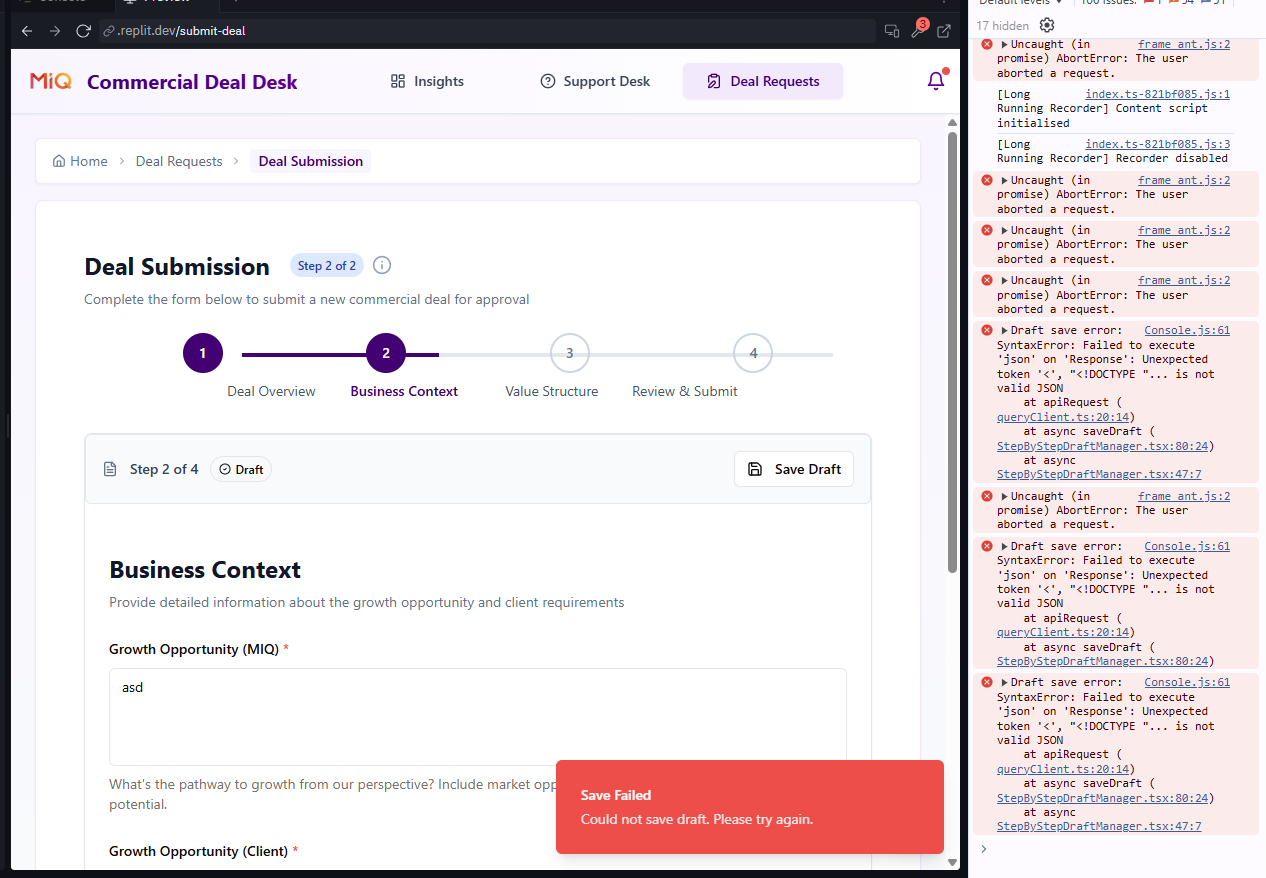 Default levels
100 Issues:
.replit.dev/submit-deal
3
17 hidden
MiQ
Commercial Deal Desk
Insights
Support Desk
Deal Requests
Home
Deal Requests
Deal Submission
Deal Submission
Step 2 of 2
Complete the form below to submit a new commercial deal for approval
1
2
3
4
Deal Overview
Business Context
Value Structure
Review & Submit
Step 2 of 4
Draft
Save Draft
Business Context
Provide detailed information about the growth opportunity and client requirements
Growth Opportunity (MIQ) *
asd
What's the pathway to growth from our perspective? Include market opp
potential.
Growth Opportunity (Client) *
Save Failed
Could not save draft. Please try again.
Uncaught (in frame_ant.js:2
promise) AbortError: The user
aborted a request.
[Long index.ts-821bf085.js:1
Running Recorder] Content script
initialised
[Long index.ts-821bf085.js:3
Running Recorder] Recorder disabled
Uncaught (in frame_ant.js:2
promise) AbortError: The user
aborted a request.
Uncaught (in frame_ant.js:2
promise) AbortError: The user
aborted a request.
Uncaught (in frame_ant.js:2
promise) AbortError: The user
aborted a request.
Draft save error: Console.js:61
SyntaxError: Failed to execute
'json' on 'Response': Unexpected
token '<', "<!DOCTYPE "... is not
valid JSON
at apiRequest (
queryClient.ts:20:14)
at async saveDraft (
StepByStepDraftManager.tsx:80:24)
at async
StepByStepDraftManager.tsx:47:7
Uncaught (in frame_ant.js:2
promise) AbortError: The user
aborted a request.
Draft save error: Console.js:61
SyntaxError: Failed to execute
'json' on 'Response': Unexpected
token '<', "<!DOCTYPE "... is not
valid JSON
at apiRequest (
queryClient.ts:20:14)
at async saveDraft (
StepByStepDraftManager.tsx:80:24)
Draft save error: Console.js:61
SyntaxError: Failed to execute
'json' on 'Response': Unexpected
token '<', "<!DOCTYPE "... is not
valid JSON
at apiRequest (
queryClient.ts:20:14)
at async saveDraft (
StepByStepDraftManager.tsx:80:24)
at async
StepByStepDraftManager.tsx:47:7